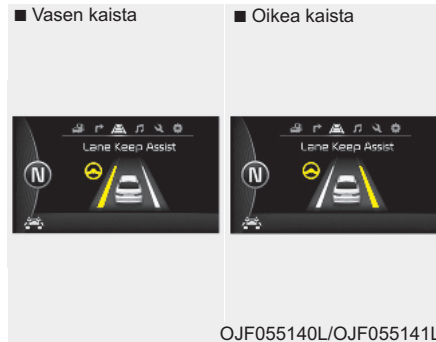 ■ Vasen kaista
■ Oikea kaista
Lane Keep Assist
N
Lane Keep Assist
N
OJF055140L/OJF055141L